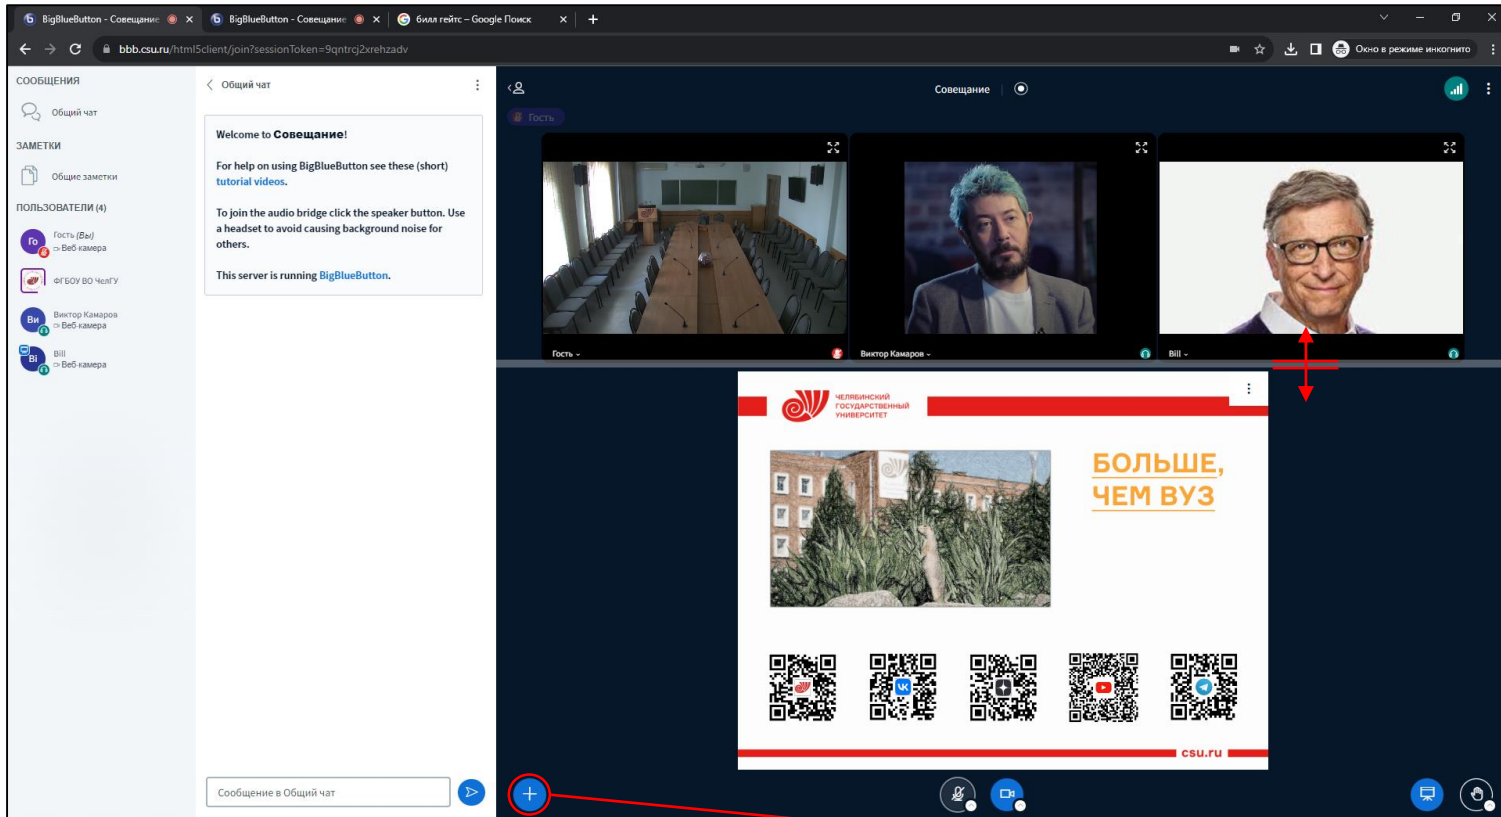 BigBlueButton - Совещание
BigBlueButton - Совещание
билл гейтс – Google Поиск
bbb.csu.ru/html5client/join?sessionToken=9qntrcj2xrehzadv
Окно в режиме инкогнито
СООБЩЕНИЯ
Общий чат
ЗАМЕТКИ
Общие заметки
ПОЛЬЗОВАТЕЛИ (4)
Го
Гость (Вы)
Веб-камера
ФГБОУ ВО ЧелГУ
Ви
Виктор Камаров
Веб-камера
Bi
Bill
Веб-камера
Общий чат
Welcome to Совещание!
For help on using BigBlueButton see these (short)
tutorial videos.
To join the audio bridge click the speaker button. Use
a headset to avoid causing background noise for
others.
This server is running BigBlueButton.
Сообщение в Общий чат
Совещание
Гость
Гость
Виктор Камаров
Bill
ЧЕЛЯБИНСКИЙ
ГОСУДАРСТВЕННЫЙ
УНИВЕРСИТЕТ
БОЛЬШЕ,
ЧЕМ ВУЗ
csu.ru